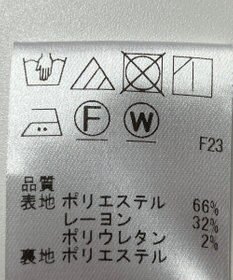 F W F23
品質
表地 ポリエステル 66%
レーヨン 32%
ポリウレタン 2%
裏地 ポリエステル